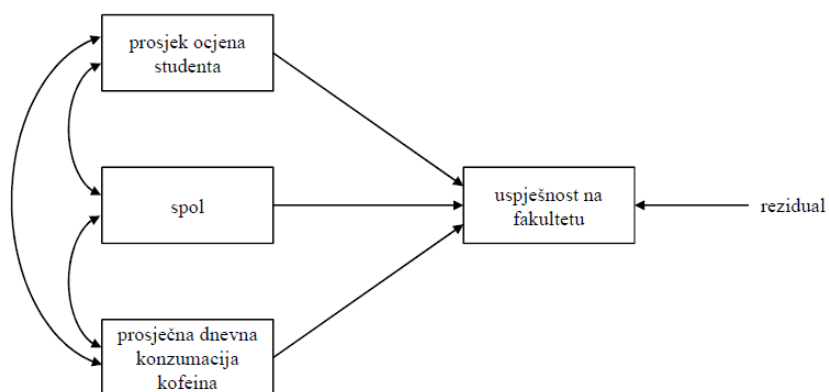 prosjek ocjena
studenta
spol
uspješnost na
fakultetu
rezidual
prosječna dnevna
konzumacija
kofeina